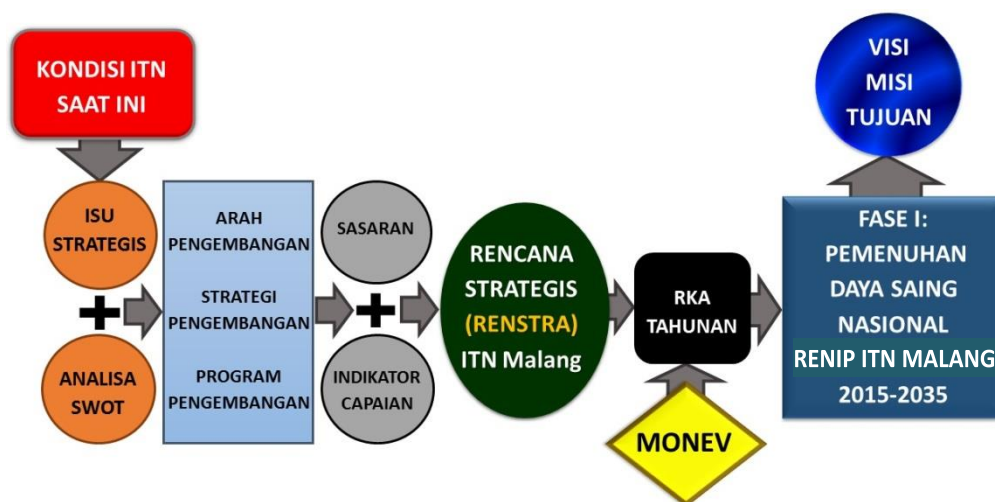 KONDISI ITN
SAAT INI
ISU
STRATEGIS
+
ANALISA
SWOT
ARAH
PENGEMBANGAN
STRATEGI
PENGEMBANGAN
PROGRAM
PENGEMBANGAN
SASARAN
+
INDIKATOR
CAPAIAN
RENCANA
STRATEGIS
(RENSTRA)
ITN Malang
RKA
TAHUNAN
MONEV
FASE I:
PEMENUHAN
DAYA SAING
NASIONAL
RENIP ITN MALANG
2015-2035
VISI
MISI
TUJUAN